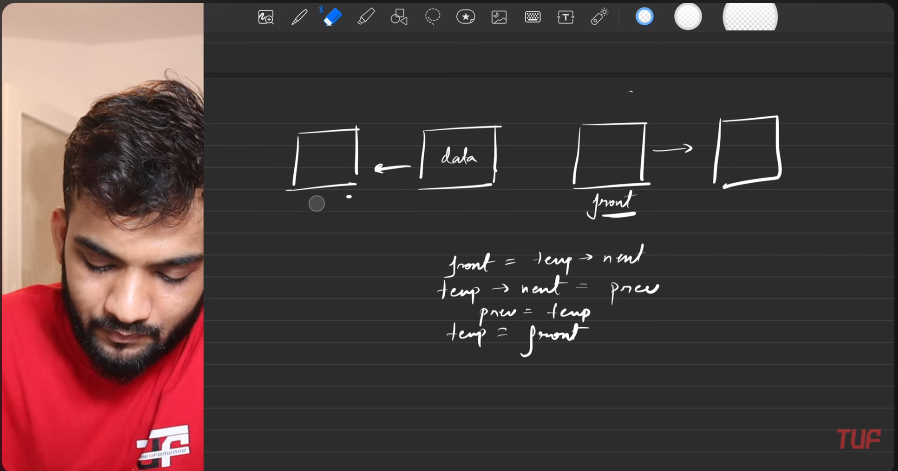 data
front
front = temp → next
temp → next = prev
prev = temp
temp = front
TUF